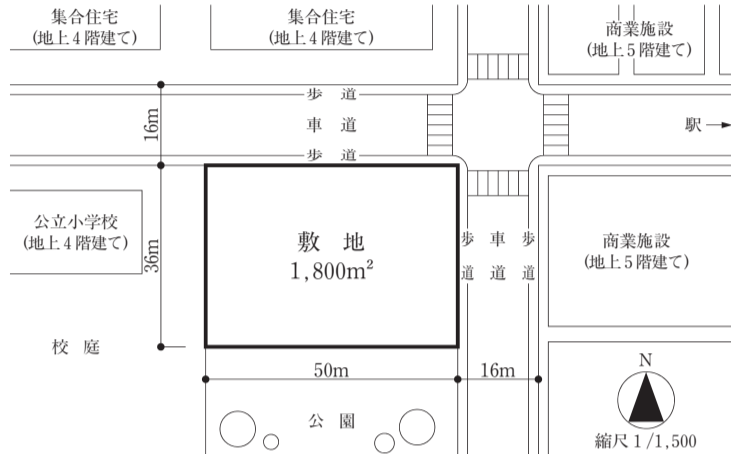 集合住宅
(地上4階建て)
集合住宅
(地上4階建て)
商業施設
(地上5階建て)
歩 道
16m
車 道
駅
歩 道
公立小学校
(地上4階建て)
36m
敷 地
1,800m²
歩 車 歩
道 道 道
商業施設
(地上5階建て)
校 庭
50m
16m
N
公 園
縮尺 1/1,500